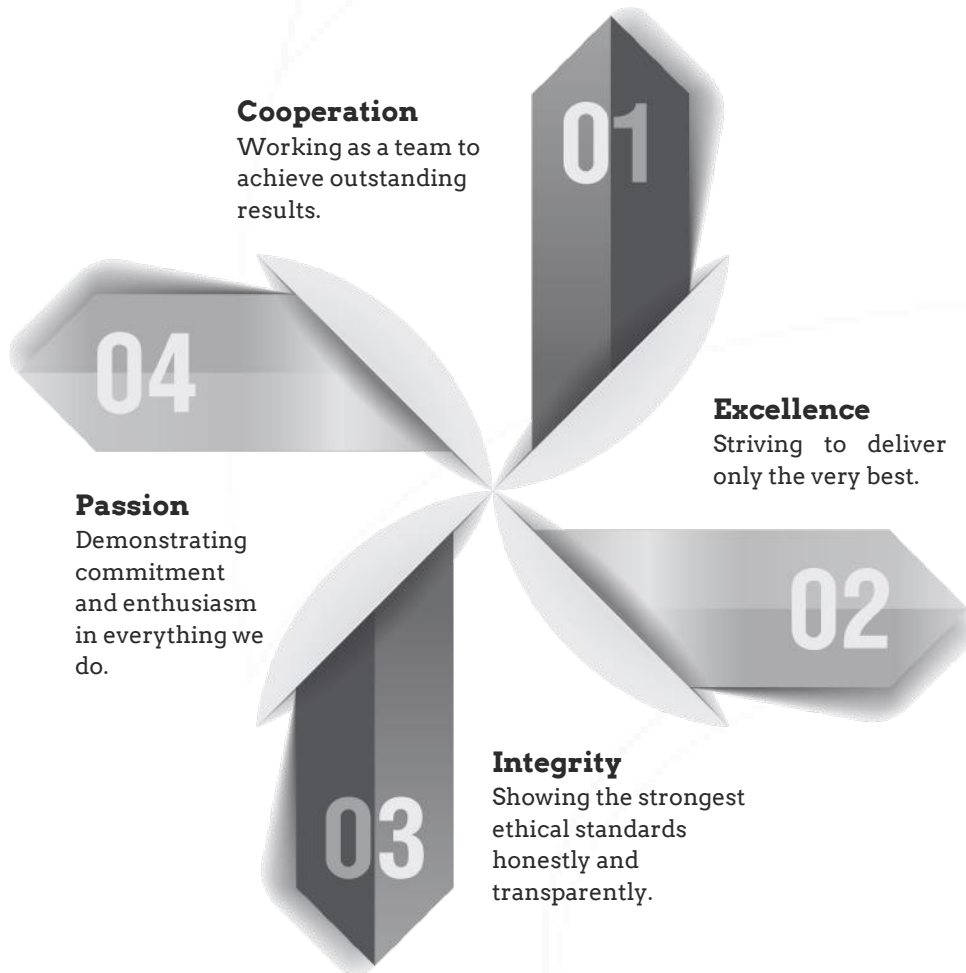 01
Cooperation
Working as a team to
achieve outstanding
results.
02
Excellence
Striving to deliver
only the very best.
03
Integrity
Showing the strongest
ethical standards
honestly and
transparently.
04
Passion
Demonstrating
commitment
and enthusiasm
in everything we
do.